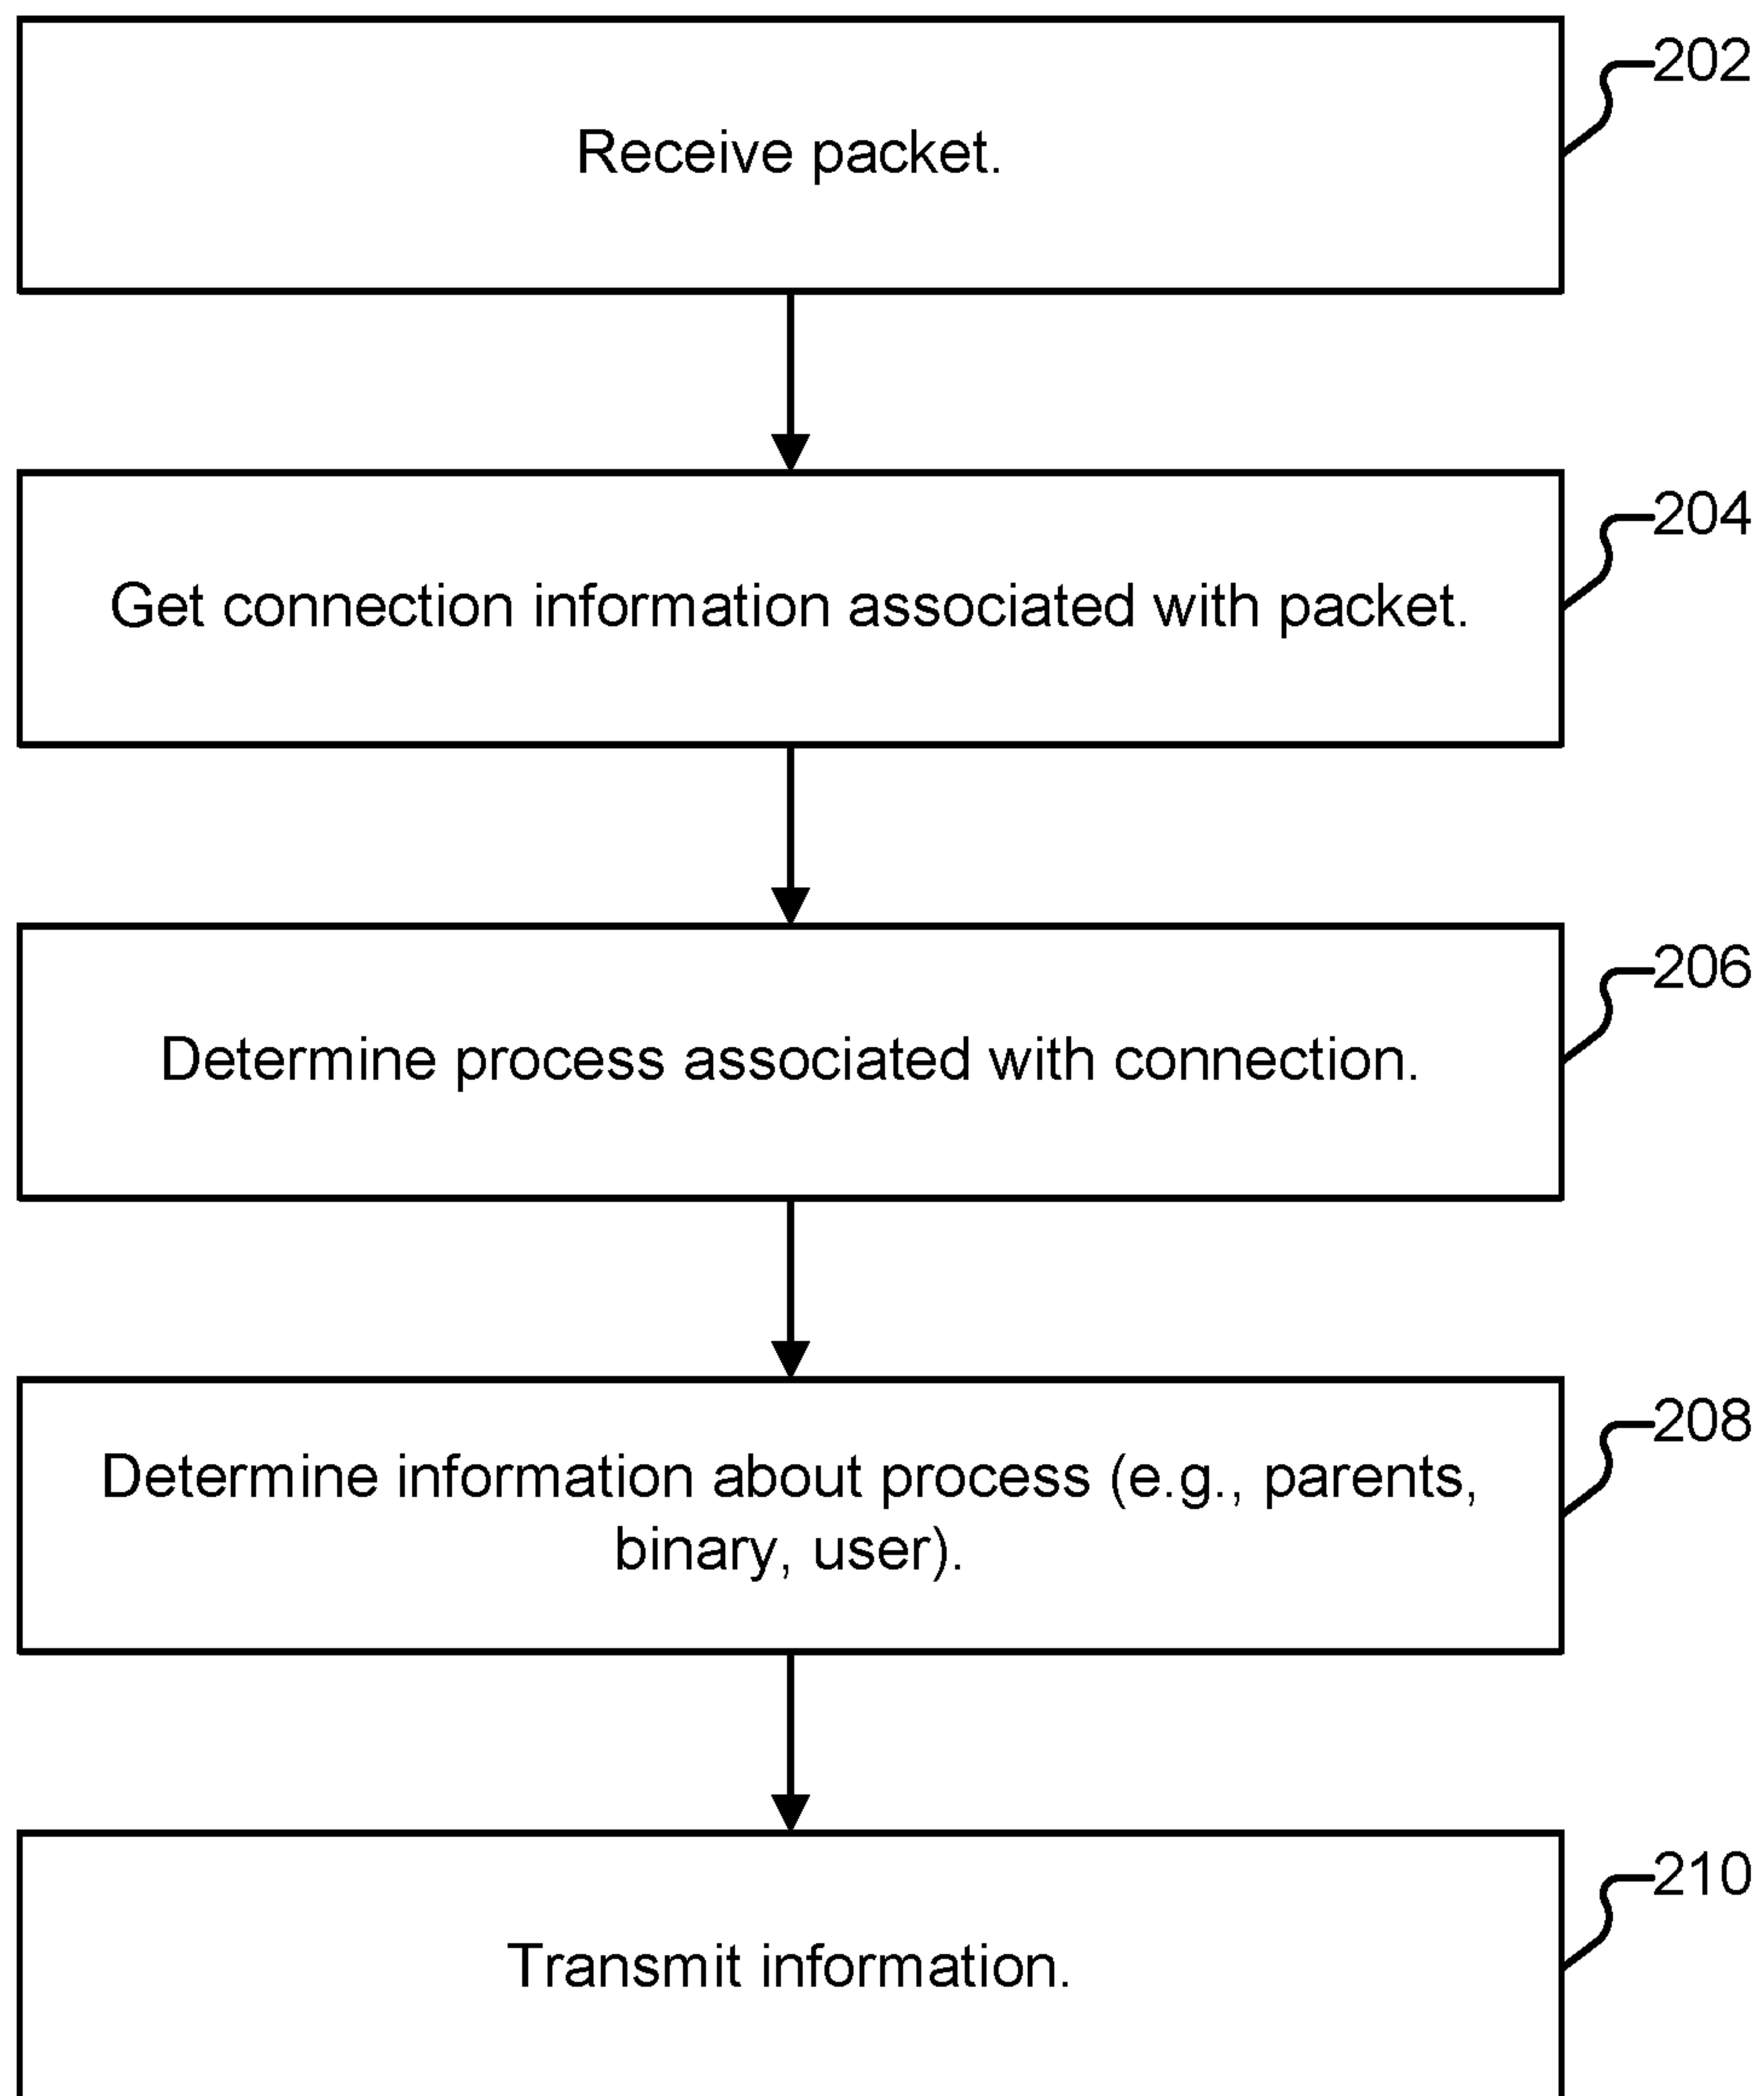 202
Receive packet.
204
Get connection information associated with packet.
206
Determine process associated with connection.
208
Determine information about process (e.g., parents,
binary, user).
210
Transmit information.